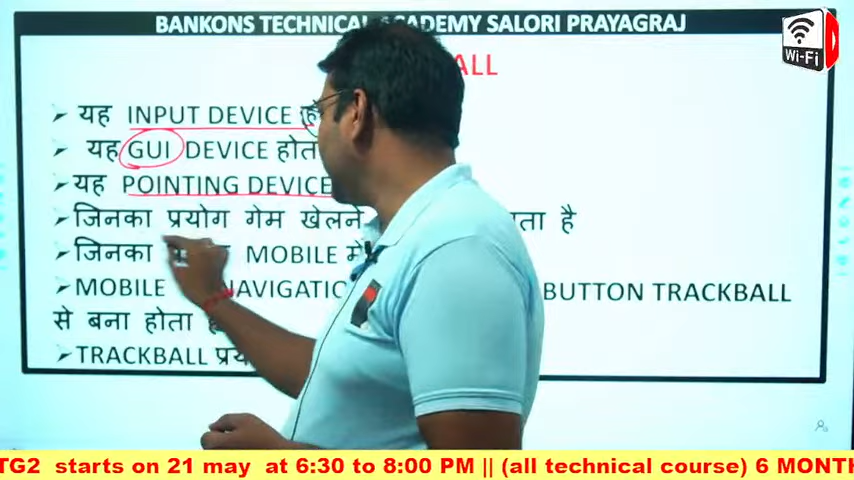 BANKONS TECHNICAL ACADEMY SALORI PRAYAGRAJ
Wi-Fi
ALL
➢ यह INPUT DEVICE
➢ यह GUI DEVICE
➢ यह POINTING DEVICE
➢ जिनका प्रयोग गेम खेलने है
➢ जिनका MOBILE
➢ MOBILE BUTTON TRACKBALL
से बना होता
➢ TRACKBALL
TG2 starts on 21 may at 6:30 to 8:00 PM || (all technical course) 6 MONTH